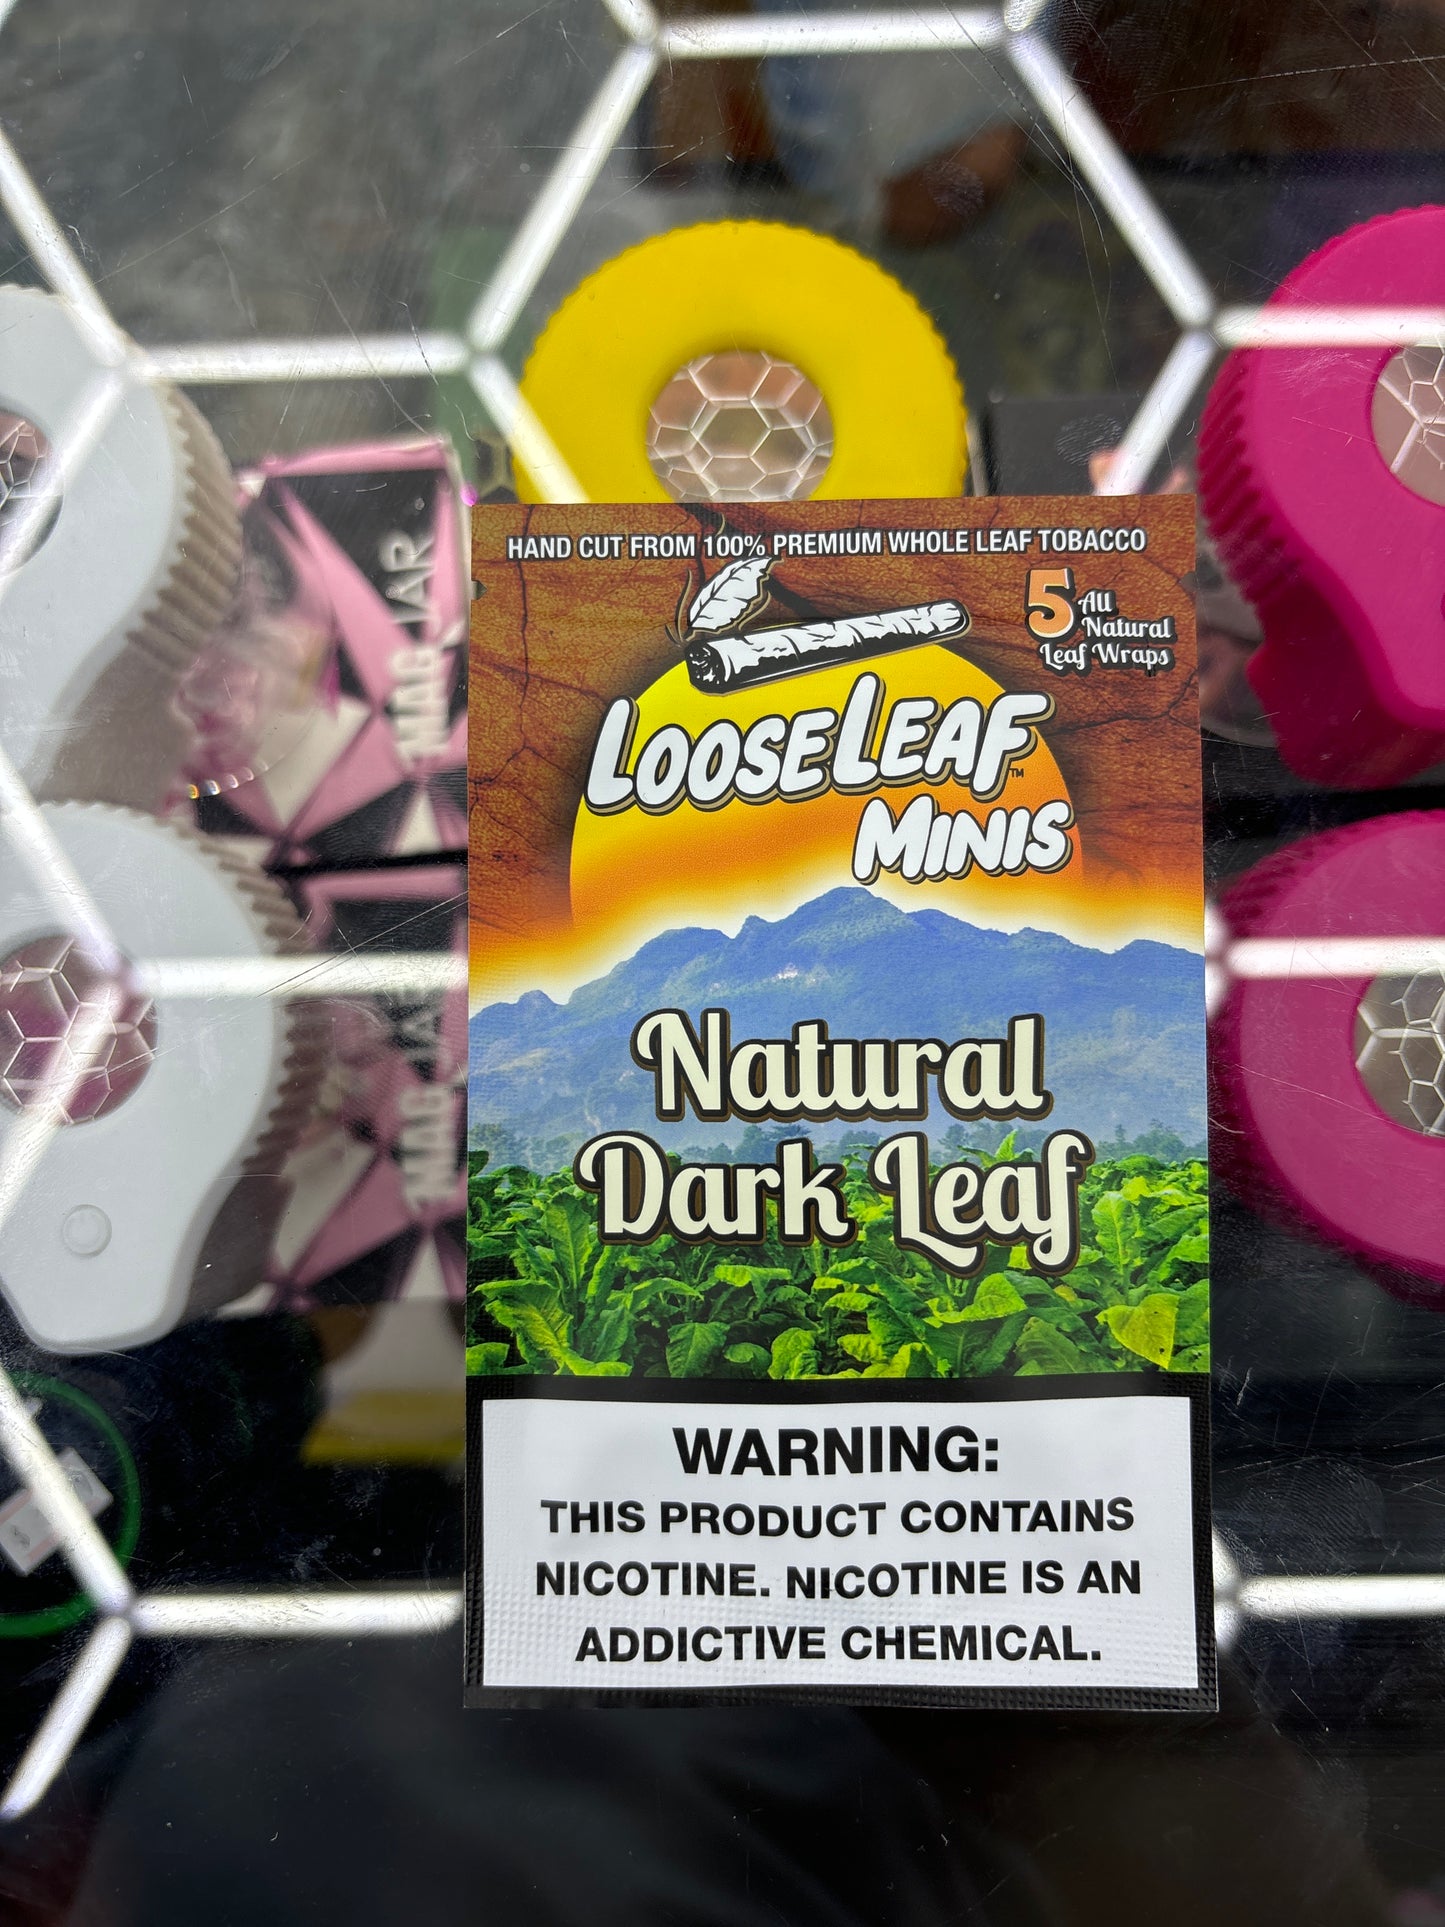 HAND CUT FROM 100% PREMIUM WHOLE LEAF TOBACCO
5 All
Natural
Leaf Wraps
LOOSELEAF™
MINIS
Natural
Dark Leaf
WARNING:
THIS PRODUCT CONTAINS
NICOTINE. NICOTINE IS AN
ADDICTIVE CHEMICAL.
MAG JAR
MAG JAR